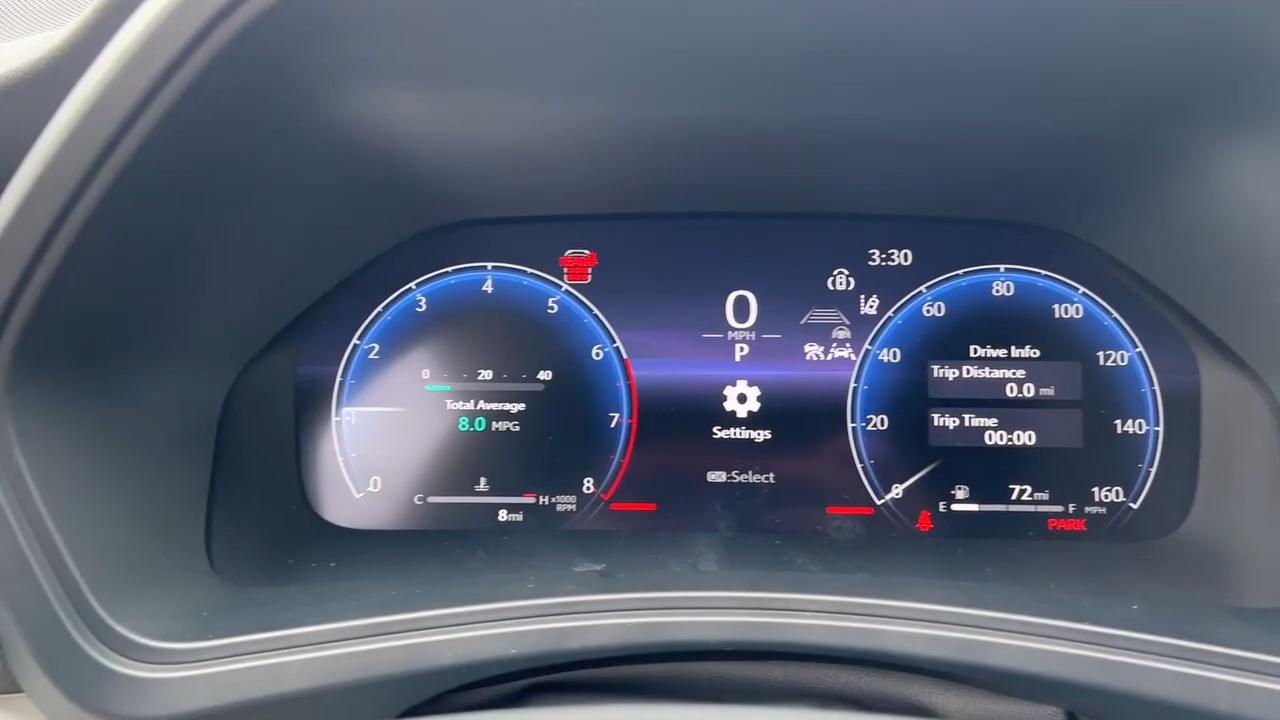 REAR
3:30
4
80
3
5
60
100
0
MPH
2
6
P
40
120
Drive Info
0 - - 20 - - 40
Trip Distance
0.0 mi
Total Average
8.0 MPG
1
7
Settings
20
140
Trip Time
00:00
OK:Select
0
8
0
72mi
160
C
H
x1000
RPM
E
F
MPH
8mi
PARK